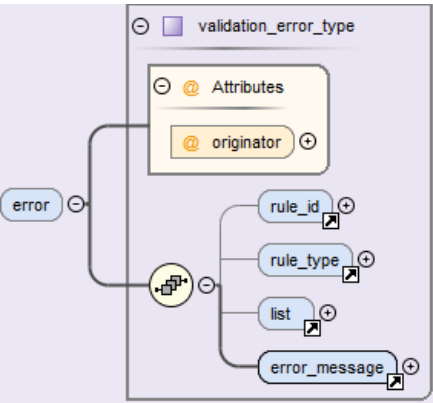 validation_error_type
@ Attributes
@ originator
error
rule_id
rule_type
list
error_message